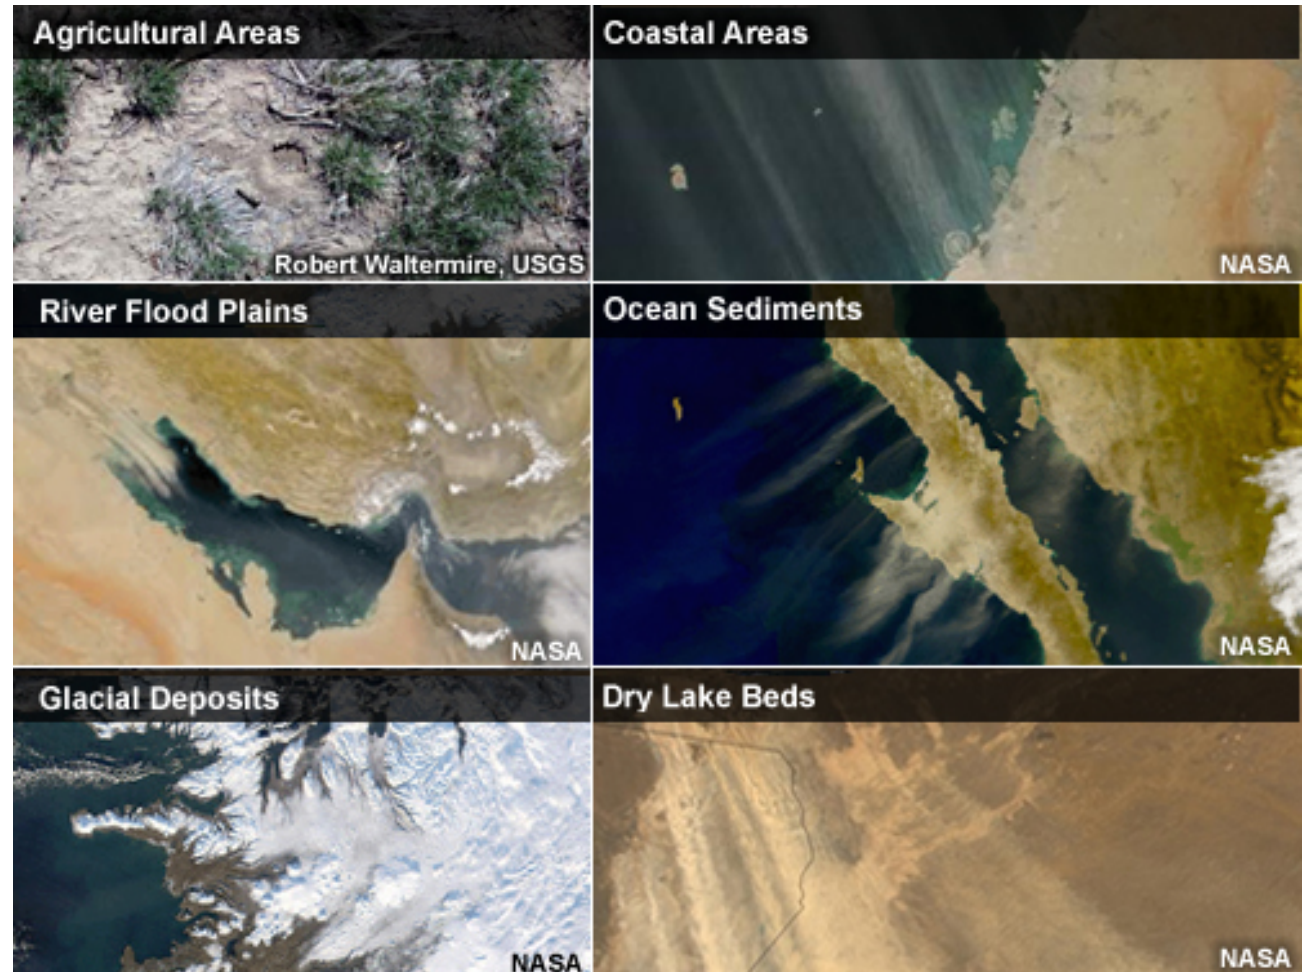 Agricultural Areas
Coastal Areas
Robert Waltermire, USGS
NASA
River Flood Plains
Ocean Sediments
NASA
NASA
Glacial Deposits
Dry Lake Beds
NASA
NASA